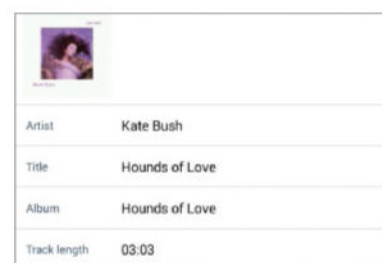 Artist Kate Bush
Title Hounds of Love
Album Hounds of Love
Track length 03:03